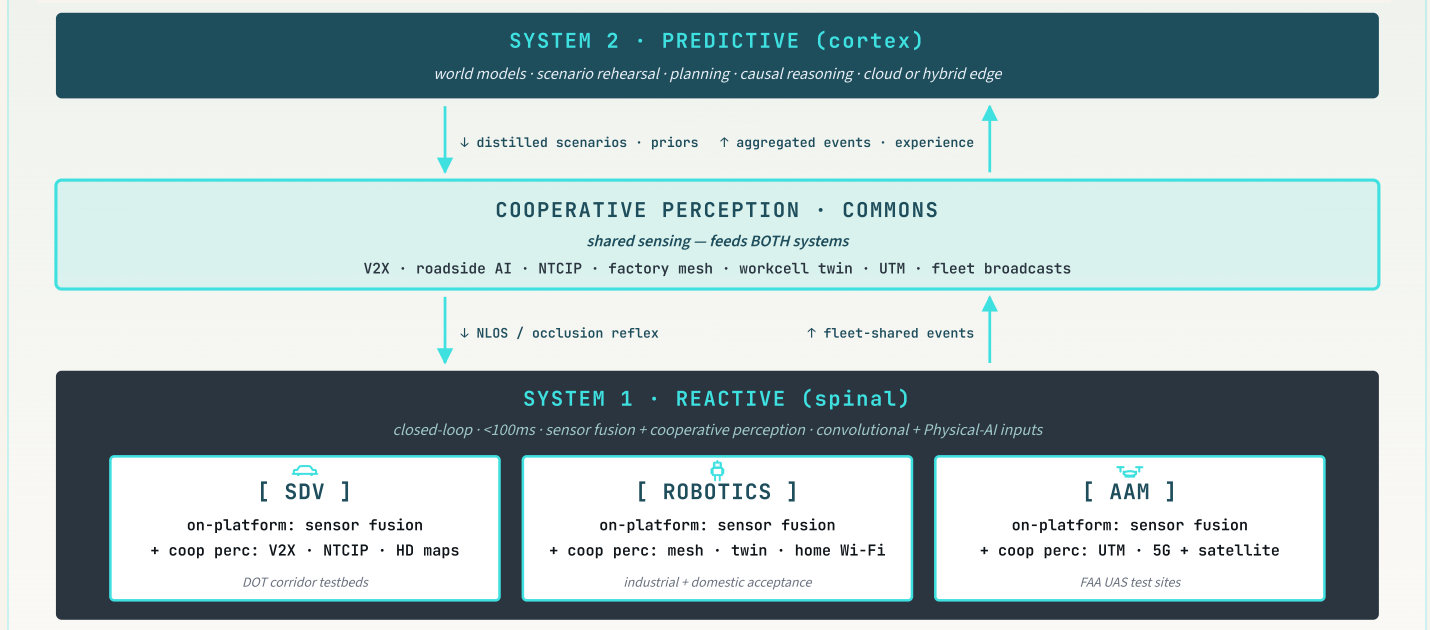 SYSTEM 2 · PREDICTIVE (cortex)
world models · scenario rehearsal · planning · causal reasoning · cloud or hybrid edge
↓ distilled scenarios · priors
↑ aggregated events · experience
COOPERATIVE PERCEPTION · COMMONS
shared sensing — feeds BOTH systems
V2X · roadside AI · NTCIP · factory mesh · workcell twin · UTM · fleet broadcasts
↓ NLOS / occlusion reflex
↑ fleet-shared events
SYSTEM 1 · REACTIVE (spinal)
closed-loop · <100ms · sensor fusion + cooperative perception · convolutional + Physical-AI inputs
[ SDV ]
on-platform: sensor fusion
+ coop perc: V2X · NTCIP · HD maps
DOT corridor testbeds
[ ROBOTICS ]
on-platform: sensor fusion
+ coop perc: mesh · twin · home Wi-Fi
industrial + domestic acceptance
[ AAM ]
on-platform: sensor fusion
+ coop perc: UTM · 5G + satellite
FAA UAS test sites